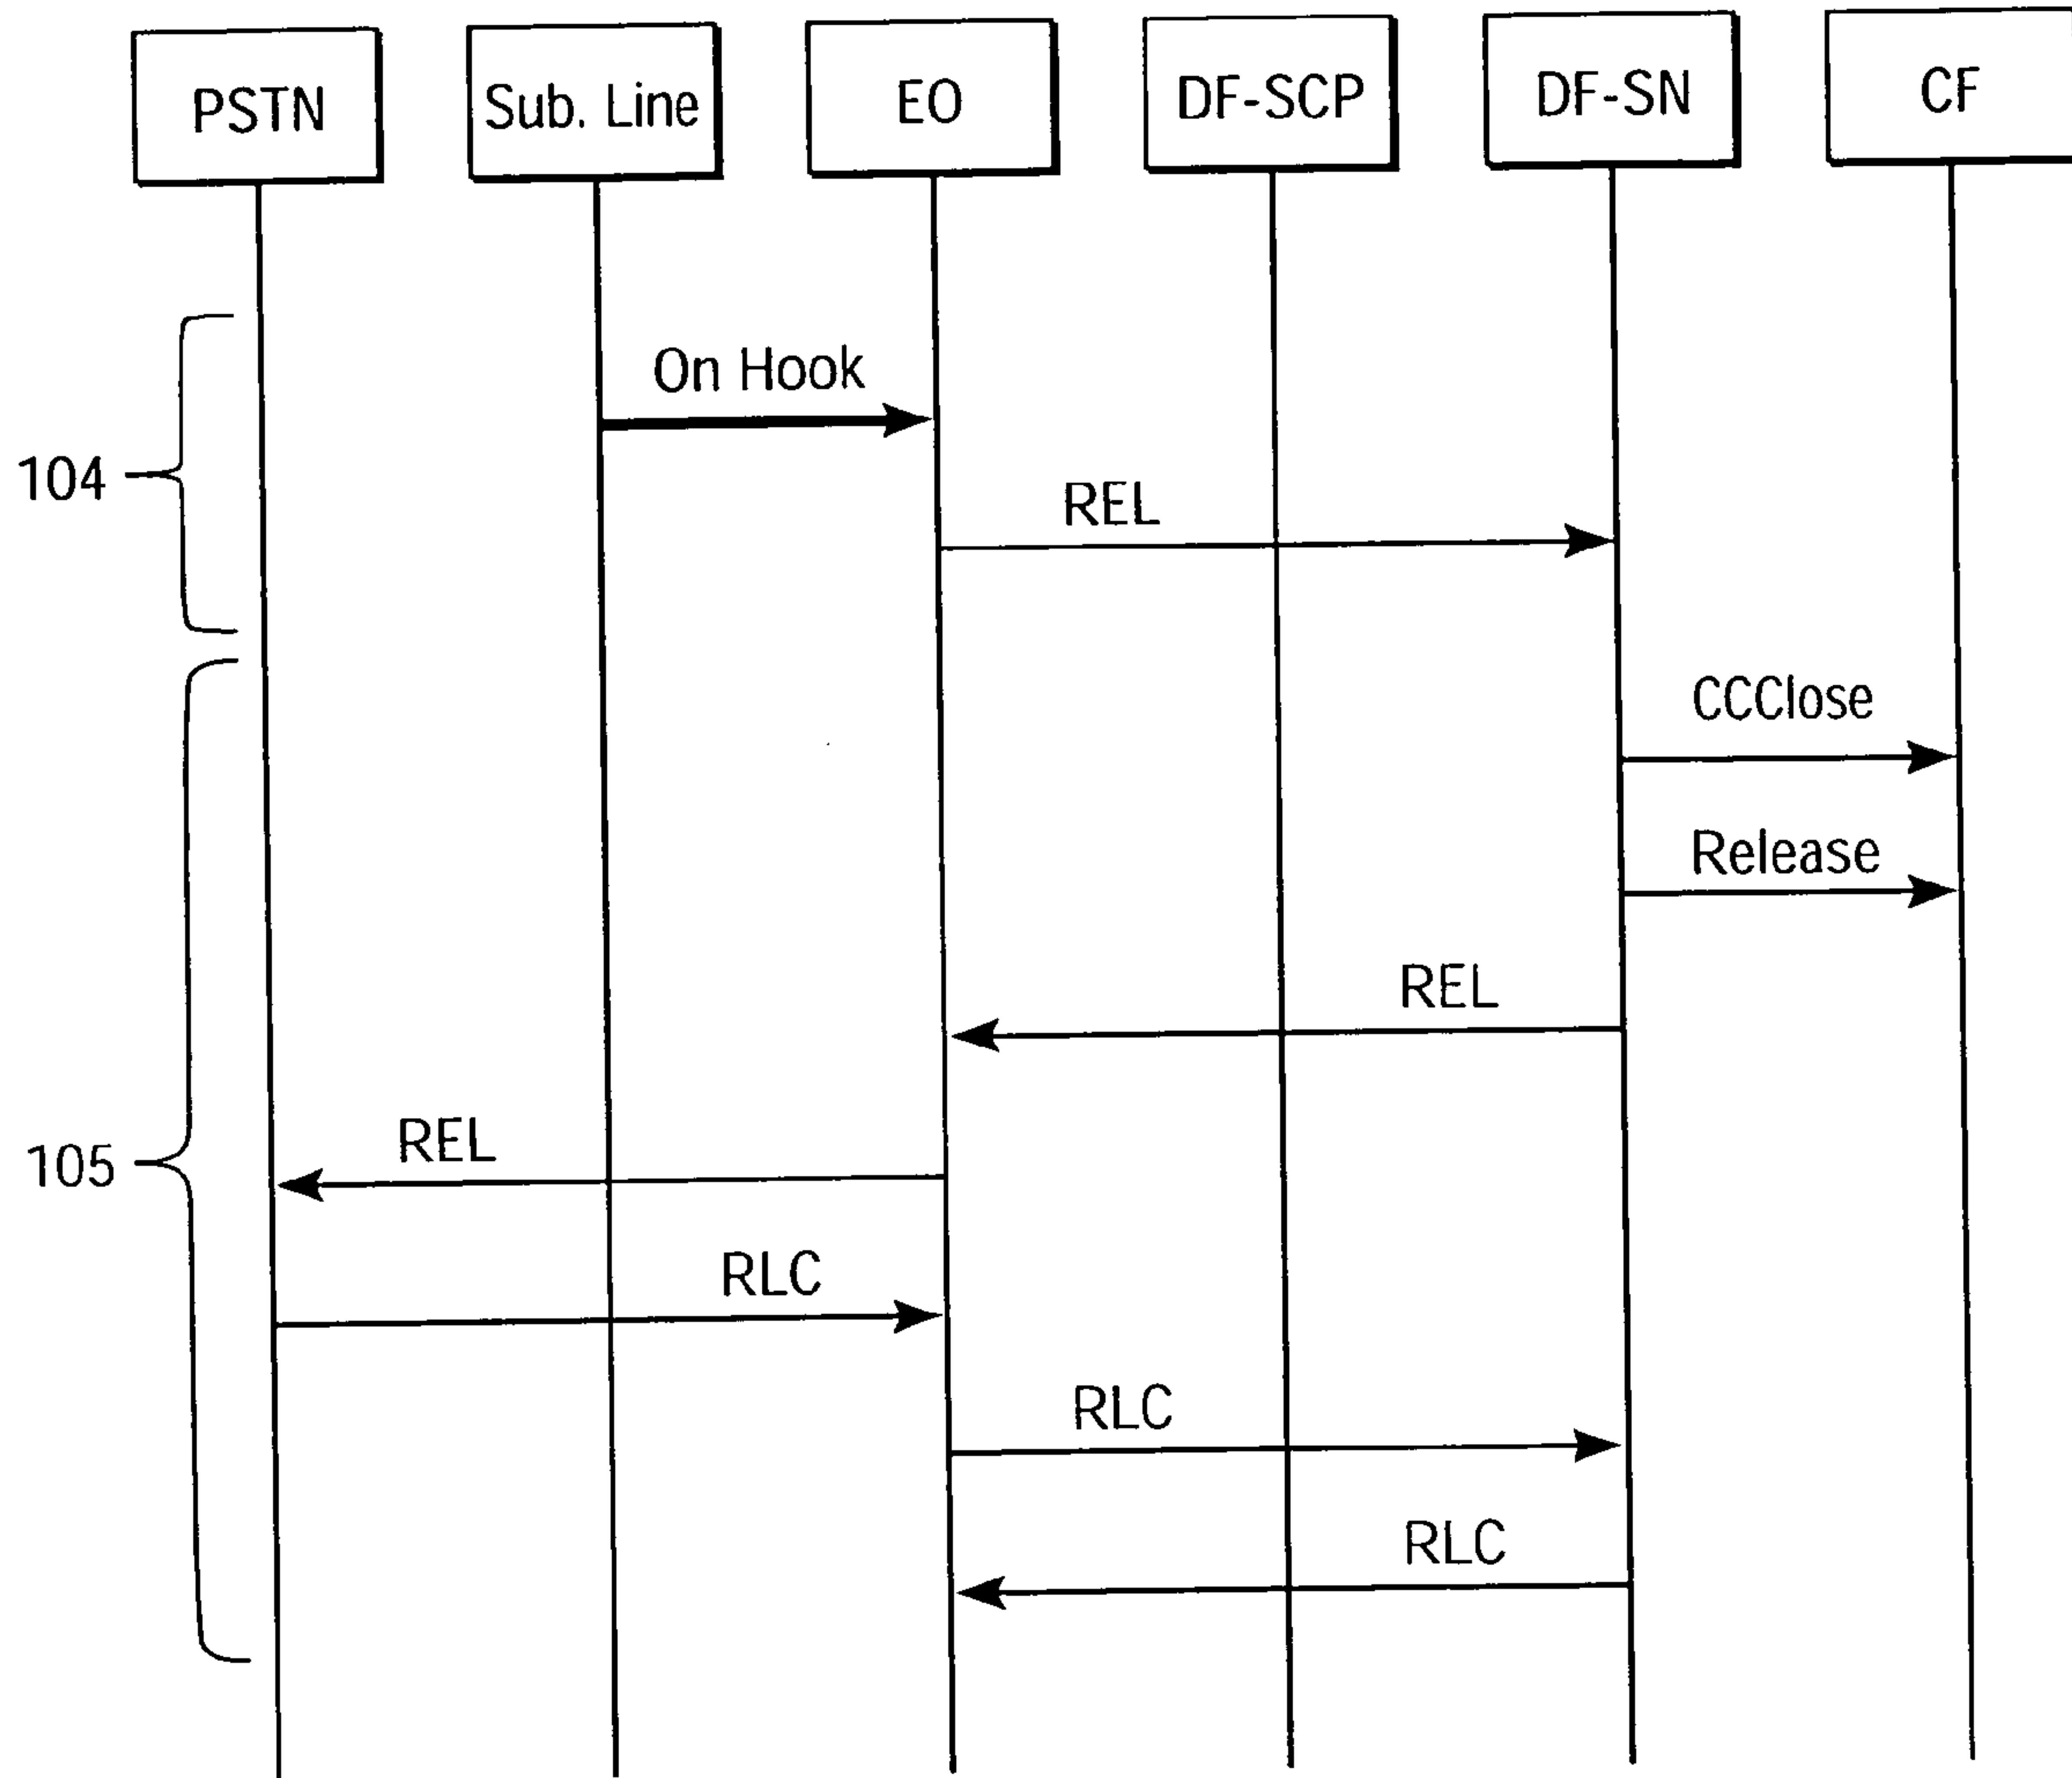 PSTN
Sub. Line
EO
DF-SCP
DF-SN
CF
On Hook
104
REL
CCClose
Release
REL
105
REL
RLC
RLC
RLC